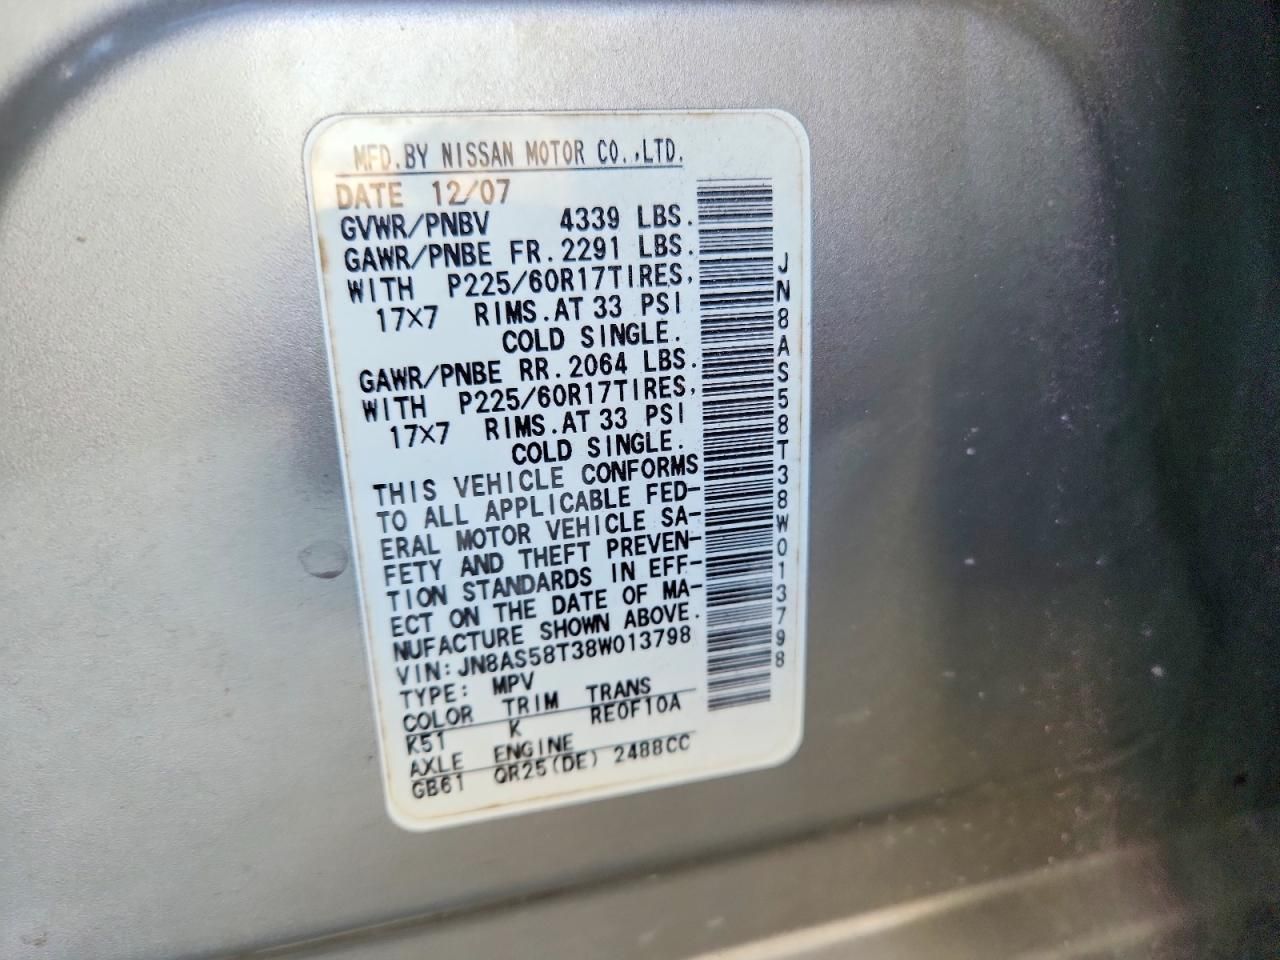 MFD.BY NISSAN MOTOR CO.,LTD.
DATE 12/07
GVWR/PNBV 4339 LBS.
GAWR/PNBE FR.2291 LBS.
WITH P225/60R17TIRES,
17×7 RIMS.AT 33 PSI
COLD SINGLE.
GAWR/PNBE RR.2064 LBS.
WITH P225/60R17TIRES,
17×7 RIMS.AT 33 PSI
COLD SINGLE.
THIS VEHICLE CONFORMS
TO ALL APPLICABLE FED-
ERAL MOTOR VEHICLE SA-
FETY AND THEFT PREVEN-
TION STANDARDS IN EFF-
ECT ON THE DATE OF MA-
NUFACTURE SHOWN ABOVE.
VIN:JN8AS58T38W013798
TYPE: MPV
COLOR TRIM TRANS
K51 K RE0F10A
AXLE ENGINE
GB61 QR25(DE) 2488CC
JN8AS58T38W013798